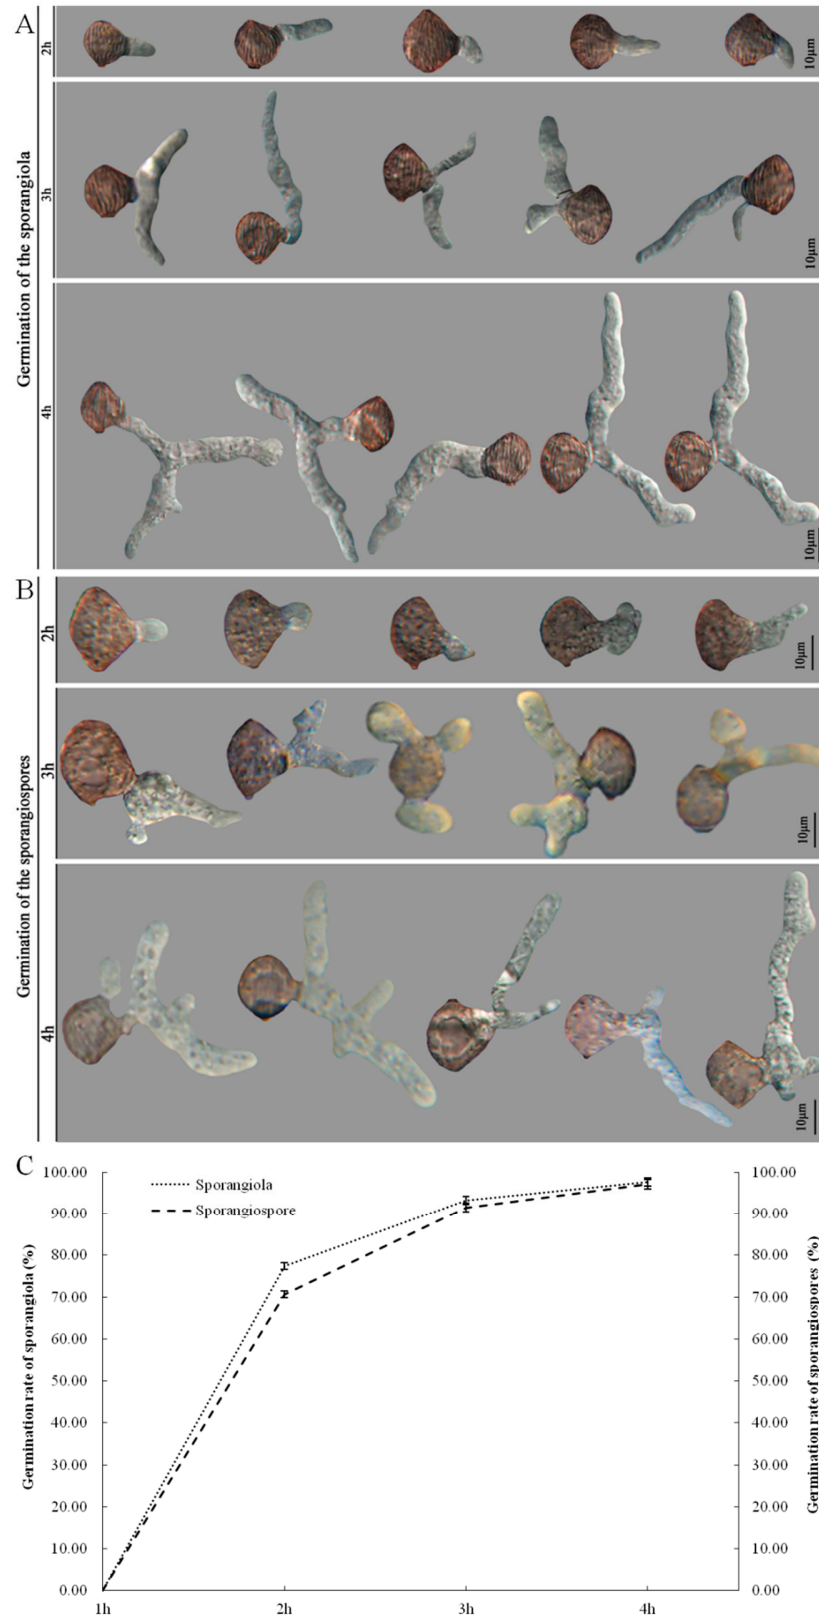 A
Germination of the sporangiola
2h
10μm
3h
10μm
4h
10μm
B
Germination of the sporangiospores
2h
10μm
3h
10μm
4h
10μm
C
Germination rate of sporangiola (%)
100.00
90.00
80.00
70.00
60.00
50.00
40.00
30.00
20.00
10.00
0.00
Sporangiola
Sporangiospore
1h 2h 3h 4h
100.00
90.00
80.00
70.00
60.00
50.00
40.00
30.00
20.00
10.00
0.00
Germination rate of sporangiospores (%)